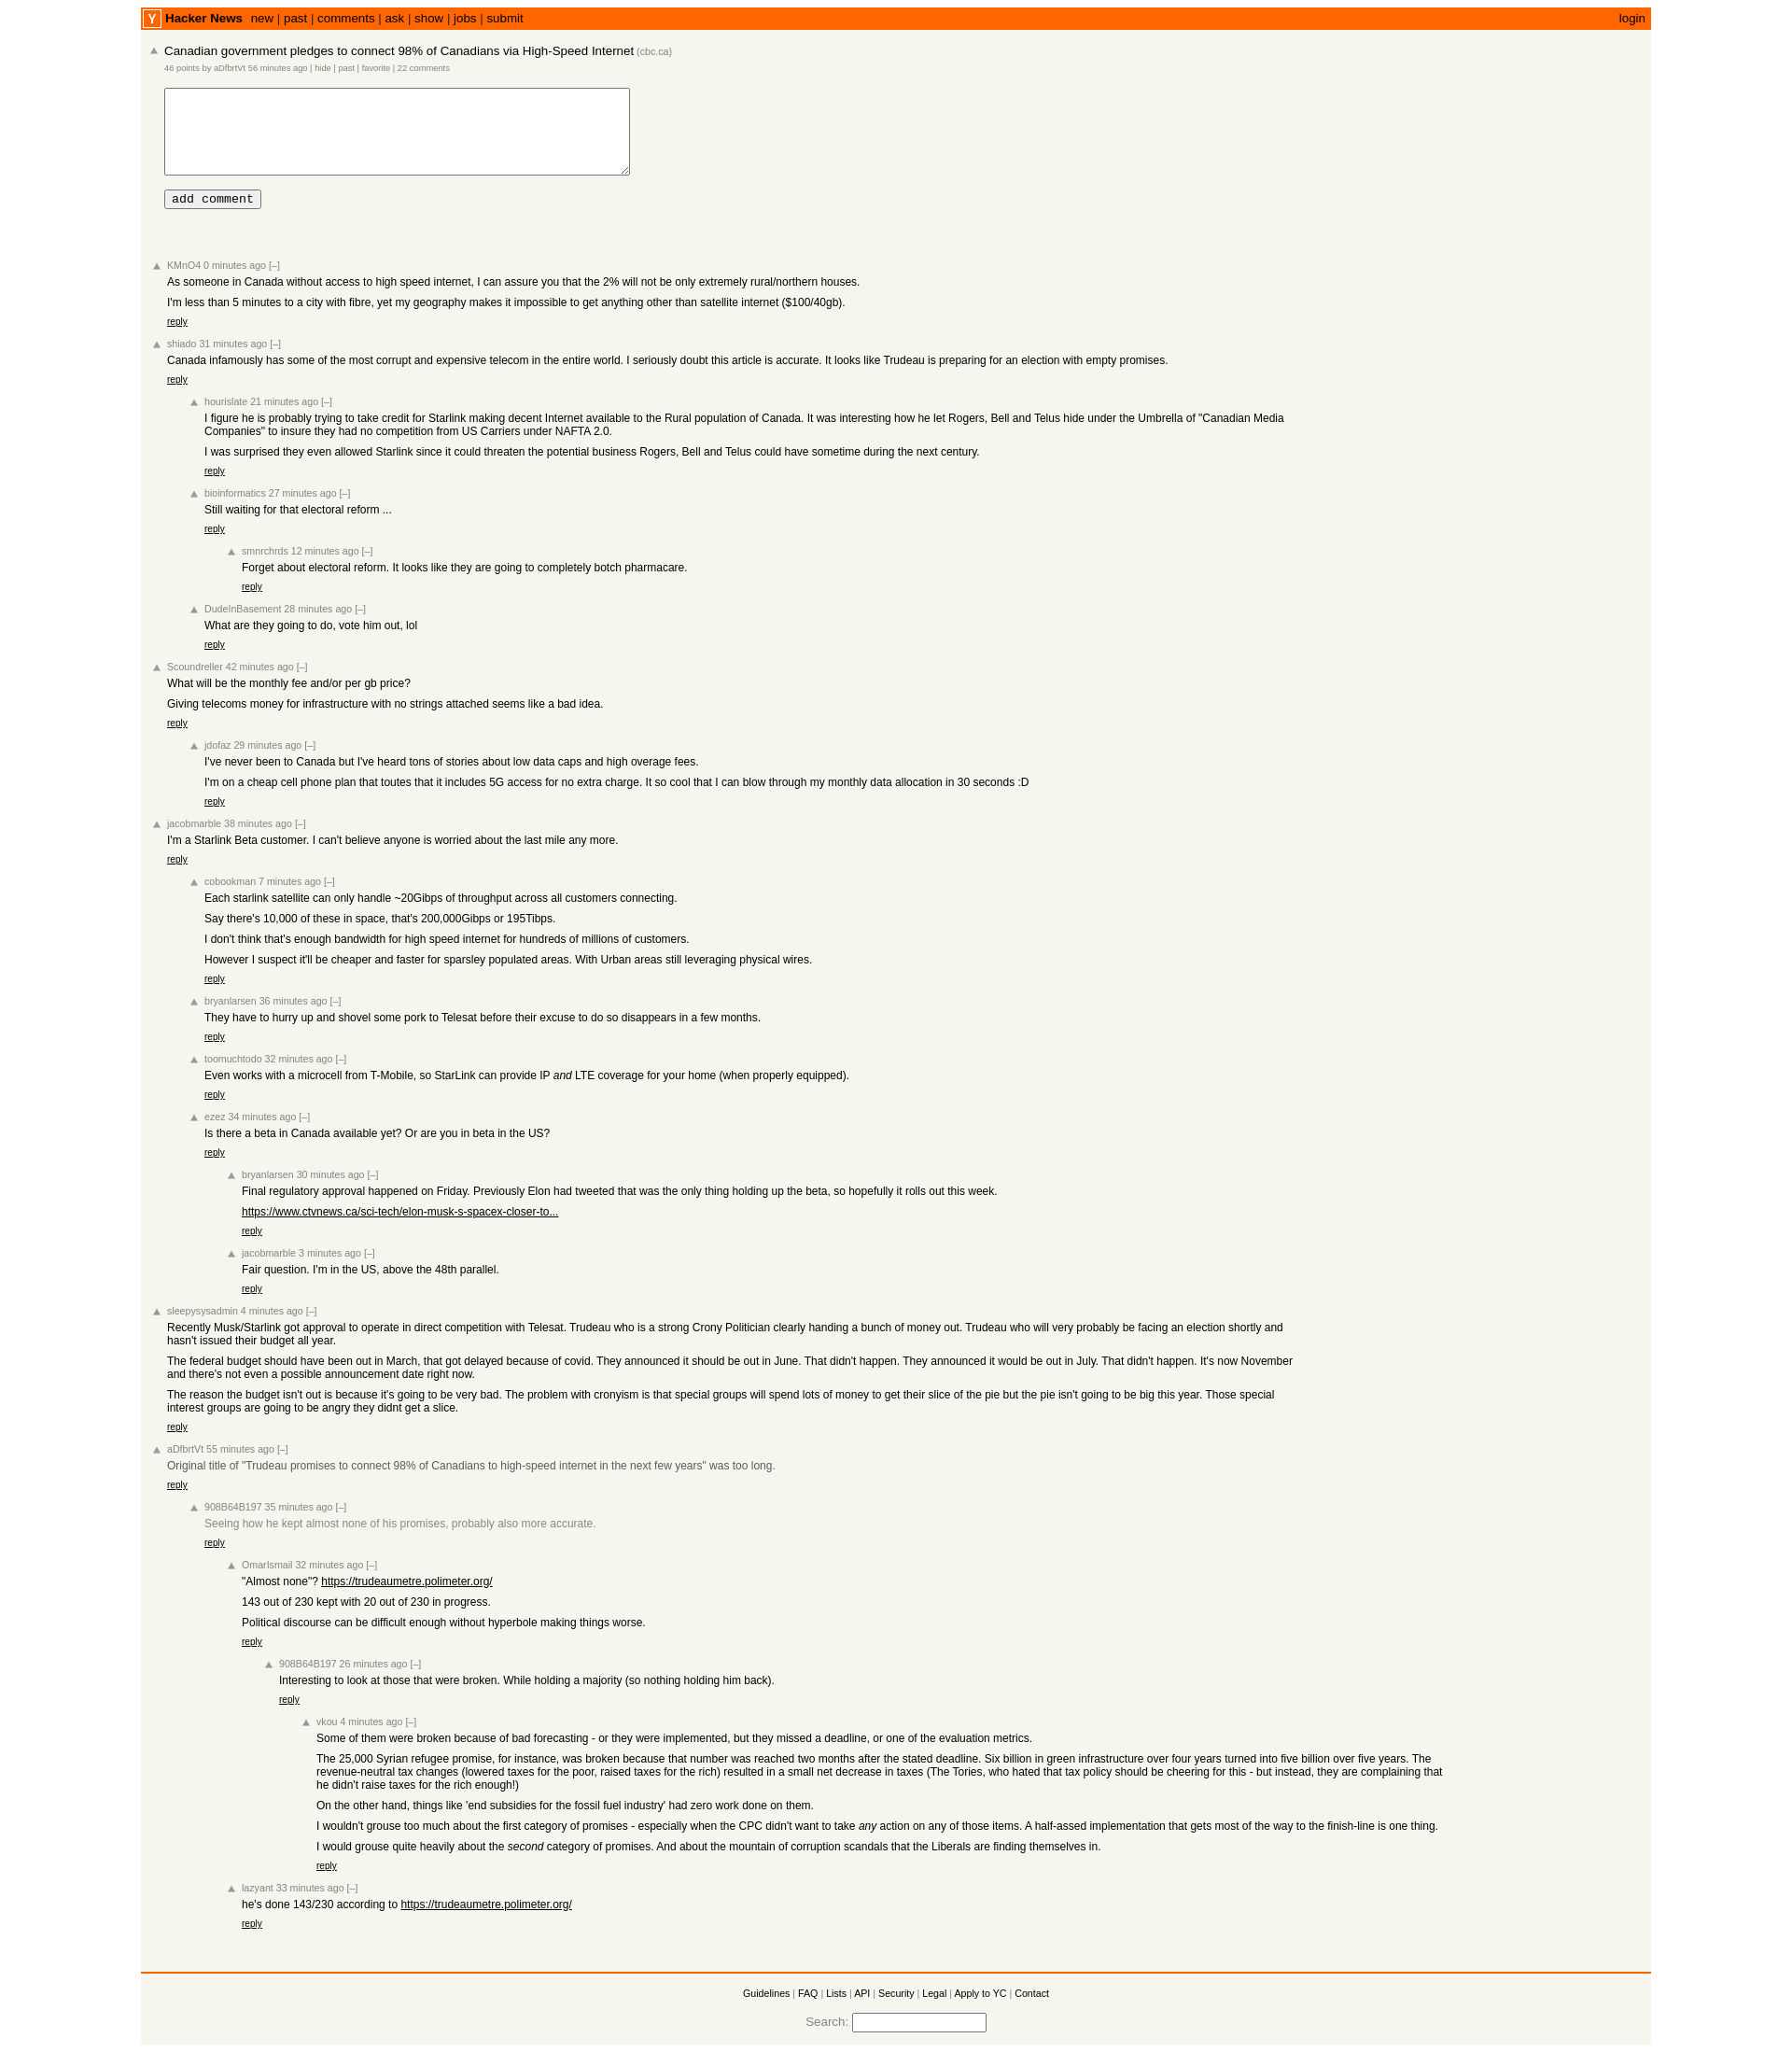 Y Hacker News new | past | comments | ask | show | jobs | submit login
Canadian government pledges to connect 98% of Canadians via High-Speed Internet (cbc.ca)
46 points by aDfbrtVt 56 minutes ago | hide | past | favorite | 22 comments
add comment
KMnO4 0 minutes ago [–]
As someone in Canada without access to high speed internet, I can assure you that the 2% will not be only extremely rural/northern houses.
I'm less than 5 minutes to a city with fibre, yet my geography makes it impossible to get anything other than satellite internet ($100/40gb).
reply
shiado 31 minutes ago [–]
Canada infamously has some of the most corrupt and expensive telecom in the entire world. I seriously doubt this article is accurate. It looks like Trudeau is preparing for an election with empty promises.
reply
hourislate 21 minutes ago [–]
I figure he is probably trying to take credit for Starlink making decent Internet available to the Rural population of Canada. It was interesting how he let Rogers, Bell and Telus hide under the Umbrella of "Canadian Media
Companies" to insure they had no competition from US Carriers under NAFTA 2.0.
I was surprised they even allowed Starlink since it could threaten the potential business Rogers, Bell and Telus could have sometime during the next century.
reply
bioinformatics 27 minutes ago [–]
Still waiting for that electoral reform ...
reply
smnrchrds 12 minutes ago [–]
Forget about electoral reform. It looks like they are going to completely botch pharmacare.
reply
DudeInBasement 28 minutes ago [–]
What are they going to do, vote him out, lol
reply
Scoundreller 42 minutes ago [–]
What will be the monthly fee and/or per gb price?
Giving telecoms money for infrastructure with no strings attached seems like a bad idea.
reply
jdofaz 29 minutes ago [–]
I've never been to Canada but I've heard tons of stories about low data caps and high overage fees.
I'm on a cheap cell phone plan that toutes that it includes 5G access for no extra charge. It so cool that I can blow through my monthly data allocation in 30 seconds :D
reply
jacobmarble 38 minutes ago [–]
I'm a Starlink Beta customer. I can't believe anyone is worried about the last mile any more.
reply
cobookman 7 minutes ago [–]
Each starlink satellite can only handle ~20Gibps of throughput across all customers connecting.
Say there's 10,000 of these in space, that's 200,000Gibps or 195Tibps.
I don't think that's enough bandwidth for high speed internet for hundreds of millions of customers.
However I suspect it'll be cheaper and faster for sparsley populated areas. With Urban areas still leveraging physical wires.
reply
bryanlarsen 36 minutes ago [–]
They have to hurry up and shovel some pork to Telesat before their excuse to do so disappears in a few months.
reply
toomuchtodo 32 minutes ago [–]
Even works with a microcell from T-Mobile, so StarLink can provide IP and LTE coverage for your home (when properly equipped).
reply
ezez 34 minutes ago [–]
Is there a beta in Canada available yet? Or are you in beta in the US?
reply
bryanlarsen 30 minutes ago [–]
Final regulatory approval happened on Friday. Previously Elon had tweeted that was the only thing holding up the beta, so hopefully it rolls out this week.
https://www.ctvnews.ca/sci-tech/elon-musk-s-spacex-closer-to...
reply
jacobmarble 3 minutes ago [–]
Fair question. I'm in the US, above the 48th parallel.
reply
sleepysysadmin 4 minutes ago [–]
Recently Musk/Starlink got approval to operate in direct competition with Telesat. Trudeau who is a strong Crony Politician clearly handing a bunch of money out. Trudeau who will very probably be facing an election shortly and
hasn't issued their budget all year.
The federal budget should have been out in March, that got delayed because of covid. They announced it should be out in June. That didn't happen. They announced it would be out in July. That didn't happen. It's now November
and there's not even a possible announcement date right now.
The reason the budget isn't out is because it's going to be very bad. The problem with cronyism is that special groups will spend lots of money to get their slice of the pie but the pie isn't going to be big this year. Those special
interest groups are going to be angry they didnt get a slice.
reply
aDfbrtVt 55 minutes ago [–]
Original title of "Trudeau promises to connect 98% of Canadians to high-speed internet in the next few years" was too long.
reply
908B64B197 35 minutes ago [–]
Seeing how he kept almost none of his promises, probably also more accurate.
reply
OmarIsmail 32 minutes ago [–]
"Almost none"? https://trudeaumetre.polimeter.org/
143 out of 230 kept with 20 out of 230 in progress.
Political discourse can be difficult enough without hyperbole making things worse.
reply
908B64B197 26 minutes ago [–]
Interesting to look at those that were broken. While holding a majority (so nothing holding him back).
reply
vkou 4 minutes ago [–]
Some of them were broken because of bad forecasting - or they were implemented, but they missed a deadline, or one of the evaluation metrics.
The 25,000 Syrian refugee promise, for instance, was broken because that number was reached two months after the stated deadline. Six billion in green infrastructure over four years turned into five billion over five years. The
revenue-neutral tax changes (lowered taxes for the poor, raised taxes for the rich) resulted in a small net decrease in taxes (The Tories, who hated that tax policy should be cheering for this - but instead, they are complaining that
he didn't raise taxes for the rich enough!)
On the other hand, things like 'end subsidies for the fossil fuel industry' had zero work done on them.
I wouldn't grouse too much about the first category of promises - especially when the CPC didn't want to take any action on any of those items. A half-assed implementation that gets most of the way to the finish-line is one thing.
I would grouse quite heavily about the second category of promises. And about the mountain of corruption scandals that the Liberals are finding themselves in.
reply
lazyant 33 minutes ago [–]
he's done 143/230 according to https://trudeaumetre.polimeter.org/
reply
Guidelines | FAQ | Lists | API | Security | Legal | Apply to YC | Contact
Search: